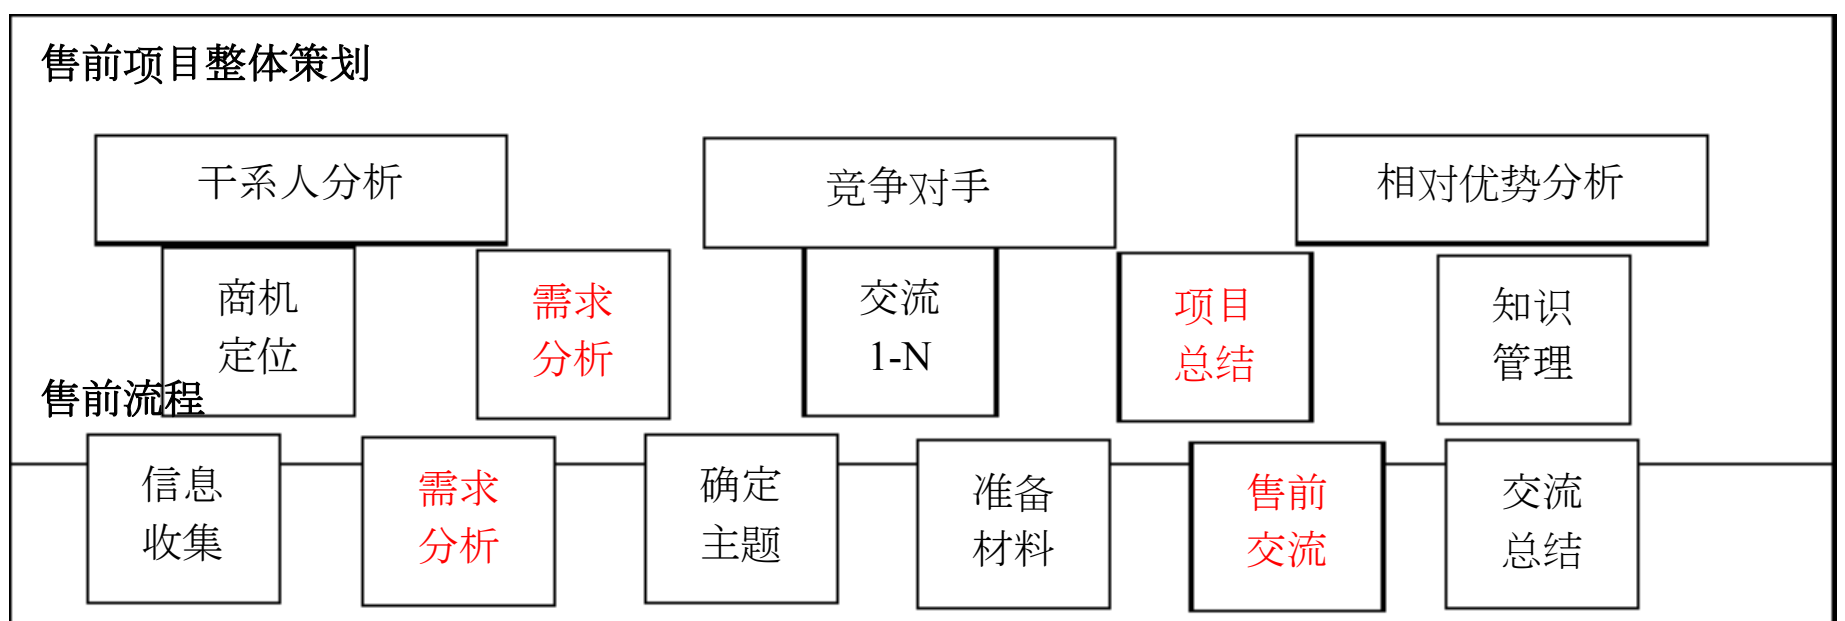 售前项目整体策划
干系人分析
竞争对手
相对优势分析
商机
定位
需求
分析
交流
1-N
项目
总结
知识
管理
售前流程
信息
收集
需求
分析
确定
主题
准备
材料
售前
交流
交流
总结